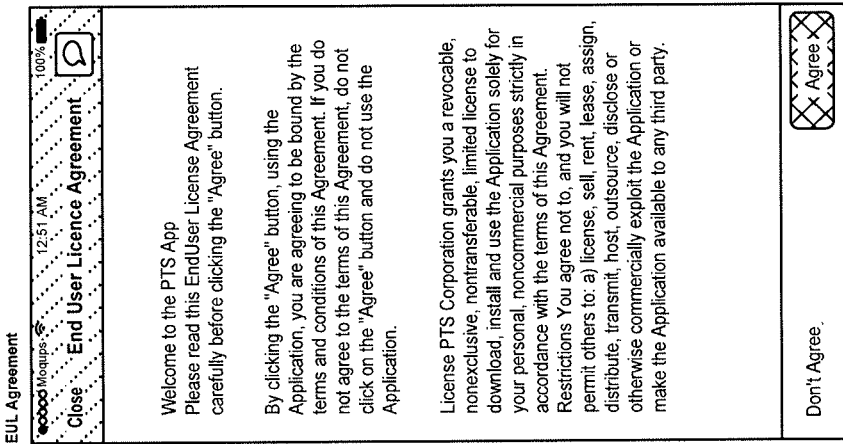 EUL Agreement
Moqups 12:51 AM 100%
Close End User Licence Agreement
Welcome to the PTS App
Please read this EndUser License Agreement
carefully before clicking the "Agree" button.
By clicking the "Agree" button, using the
Application, you are agreeing to be bound by the
terms and conditions of this Agreement. If you do
not agree to the terms of this Agreement, do not
click on the "Agree" button and do not use the
Application.
License PTS Corporation grants you a revocable,
nonexclusive, nontransferable, limited license to
download, install and use the Application solely for
your personal, noncommercial purposes strictly in
accordance with the terms of this Agreement.
Restrictions You agree not to, and you will not
permit others to: a) license, sell, rent, lease, assign,
distribute, transmit, host, outsource, disclose or
otherwise commercially exploit the Application or
make the Application available to any third party.
Don't Agree
Agree